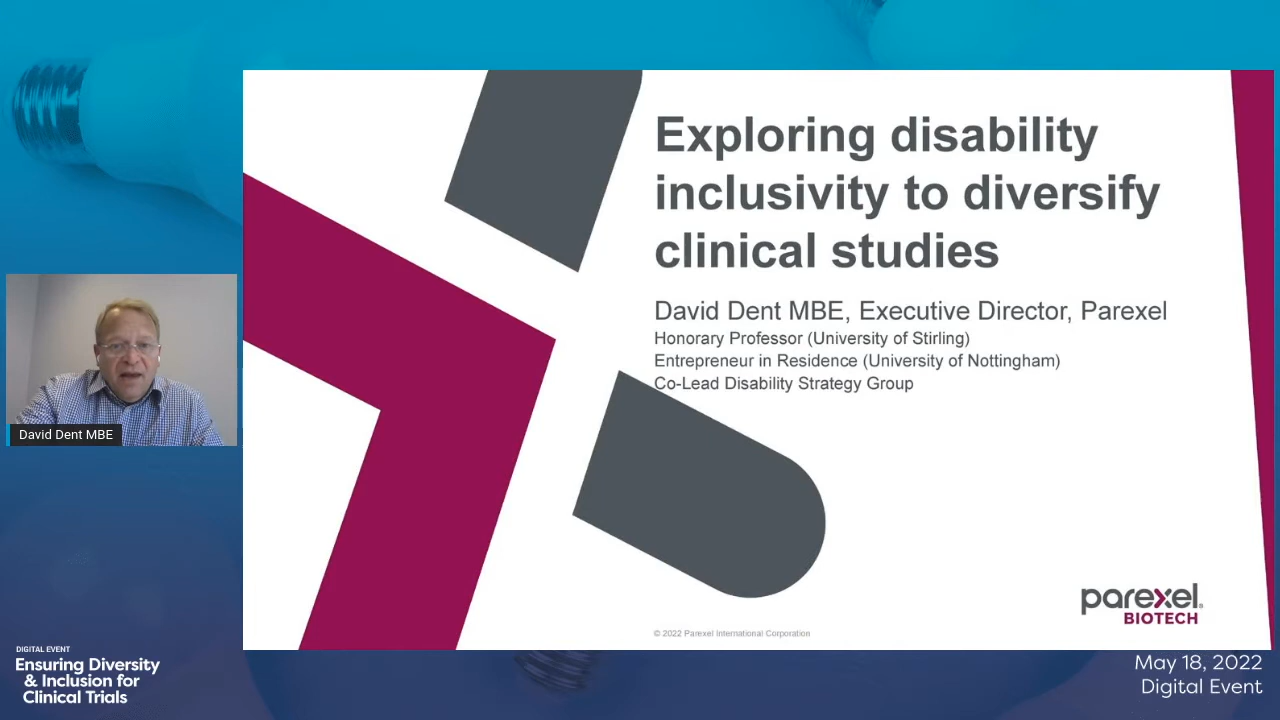 Exploring disability
inclusivity to diversify
clinical studies
David Dent MBE, Executive Director, Parexel
Honorary Professor (University of Stirling)
Entrepreneur in Residence (University of Nottingham)
Co-Lead Disability Strategy Group
David Dent MBE
parexel.
BIOTECH
© 2022 Parexel International Corporation
DIGITAL EVENT
Ensuring Diversity
& Inclusion for
Clinical Trials
May 18, 2022
Digital Event